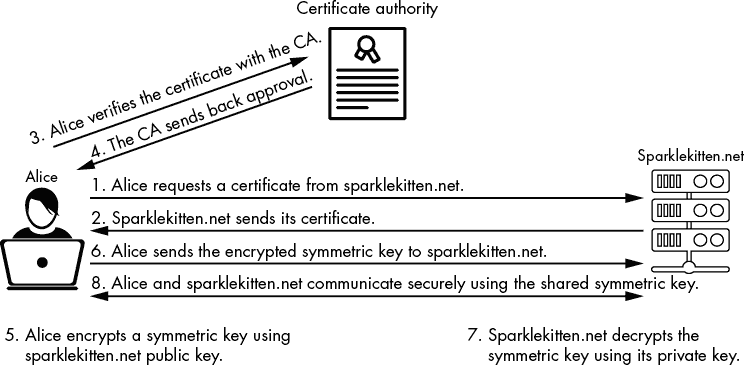 Certificate authority
3. Alice verifies the certificate with the CA.
4. The CA sends back approval.
Alice
Sparklekitten.net
1. Alice requests a certificate from sparklekitten.net.
2. Sparklekitten.net sends its certificate.
6. Alice sends the encrypted symmetric key to sparklekitten.net.
8. Alice and sparklekitten.net communicate securely using the shared symmetric key.
5. Alice encrypts a symmetric key using
sparklekitten.net public key.
7. Sparklekitten.net decrypts the
symmetric key using its private key.